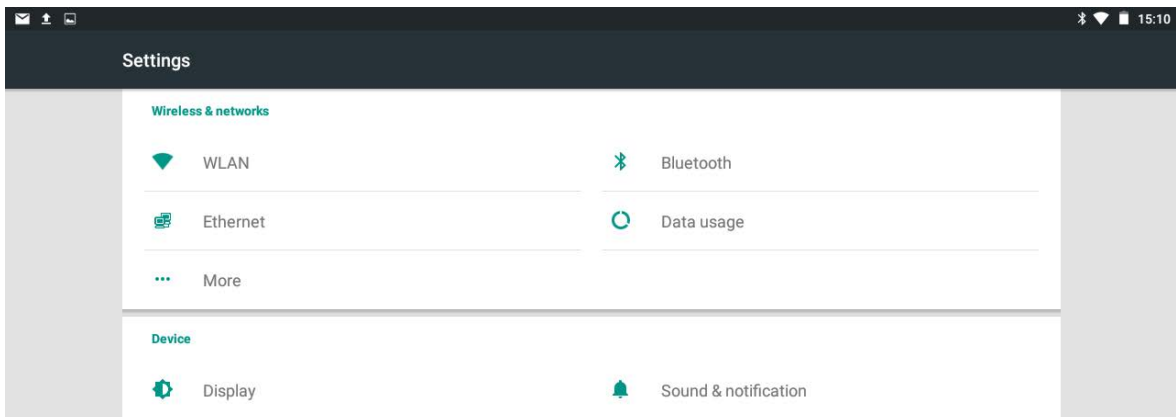 15:10
Settings
Wireless & networks
WLAN
Bluetooth
Ethernet
Data usage
More
Device
Display
Sound & notification